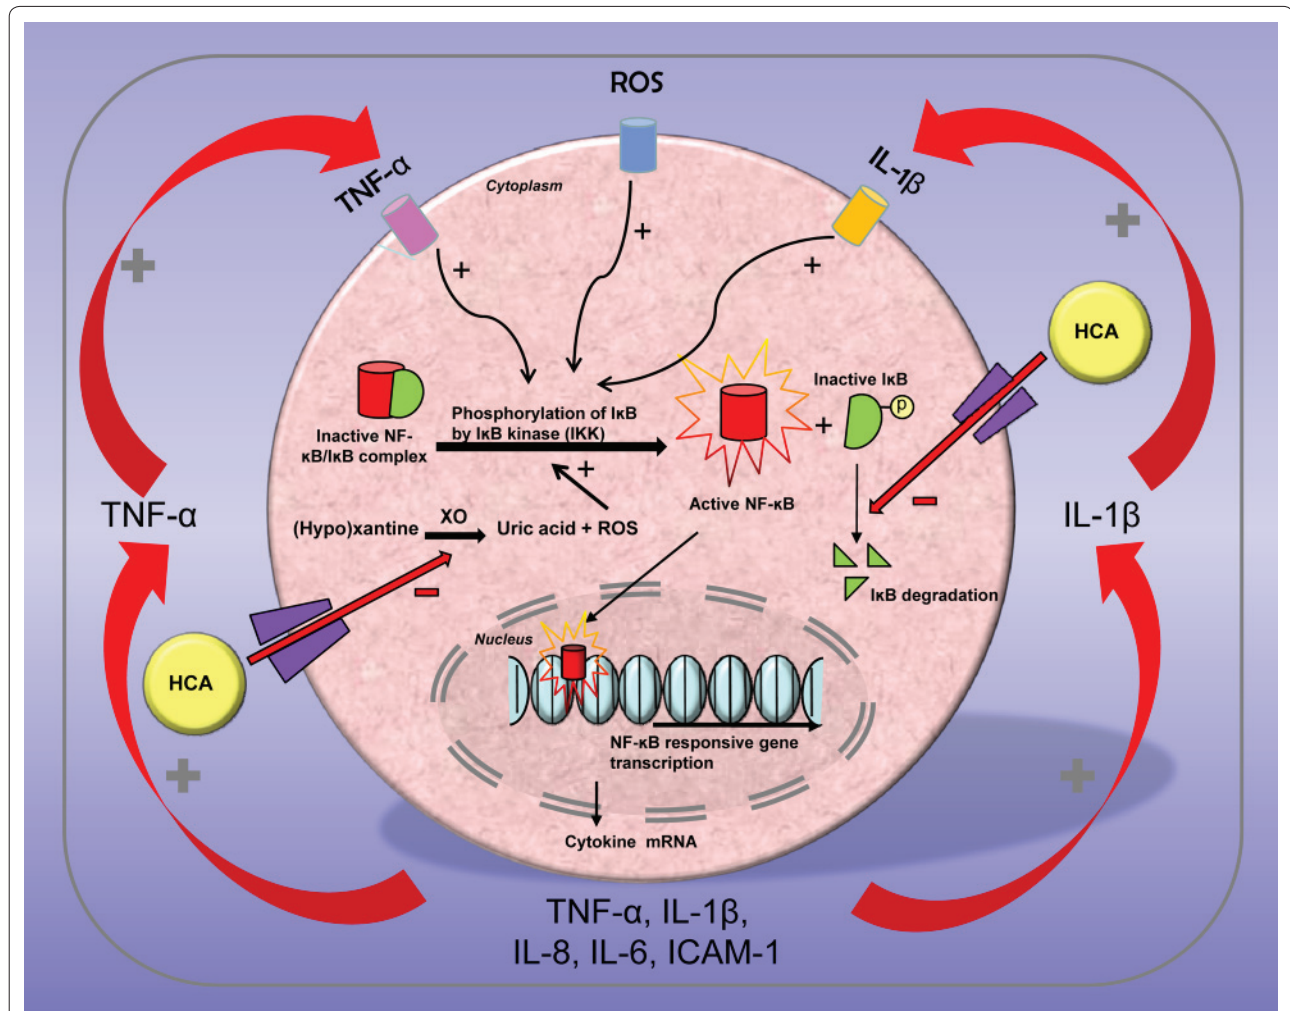 ROS
TNF-α
Cytoplasm
IL-1β
+
+
+
HCA
Inactive IκB
p
+
Phosphorylation of IκB
by IκB kinase (IKK)
+
Inactive NF-
κB/IκB complex
Active NF-κB
TNF-α
IL-1β
(Hypo)xantine
XO
Uric acid + ROS
IκB degradation
Nucleus
HCA
NF-κB responsive gene
transcription
Cytokine mRNA
TNF-α, IL-1β,
IL-8, IL-6, ICAM-1